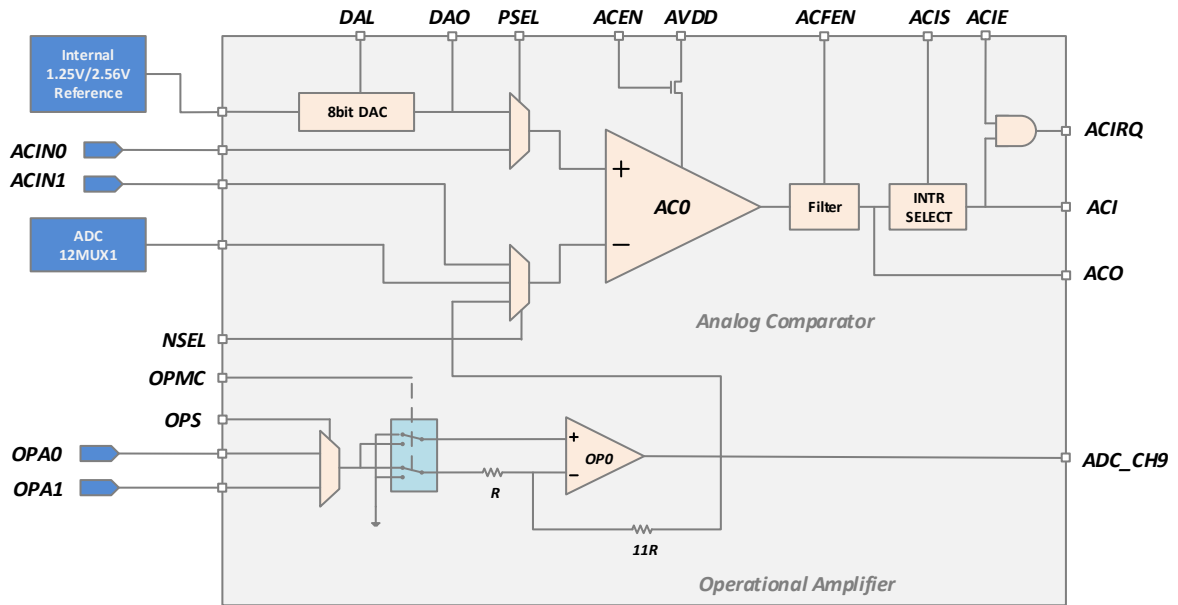 DAL DAO PSEL ACEN AVDD ACFEN ACIS ACIE
Internal
1.25V/2.56V
Reference
8bit DAC
ACIN0
ACIN1
ACIRQ
+
AC0
−
Filter
INTR
SELECT
ACI
ADC
12MUX1
ACO
Analog Comparator
NSEL
OPMC
OPS
OPA0
OPA1
+
OP0
−
R
ADC_CH9
11R
Operational Amplifier